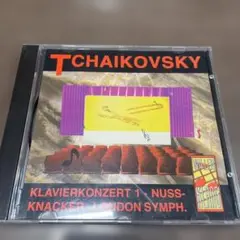 TCHAIKOVSKY
KLAVIERKONZERT 1 - NUSS-
KNACKER - LONDON SYMPH.